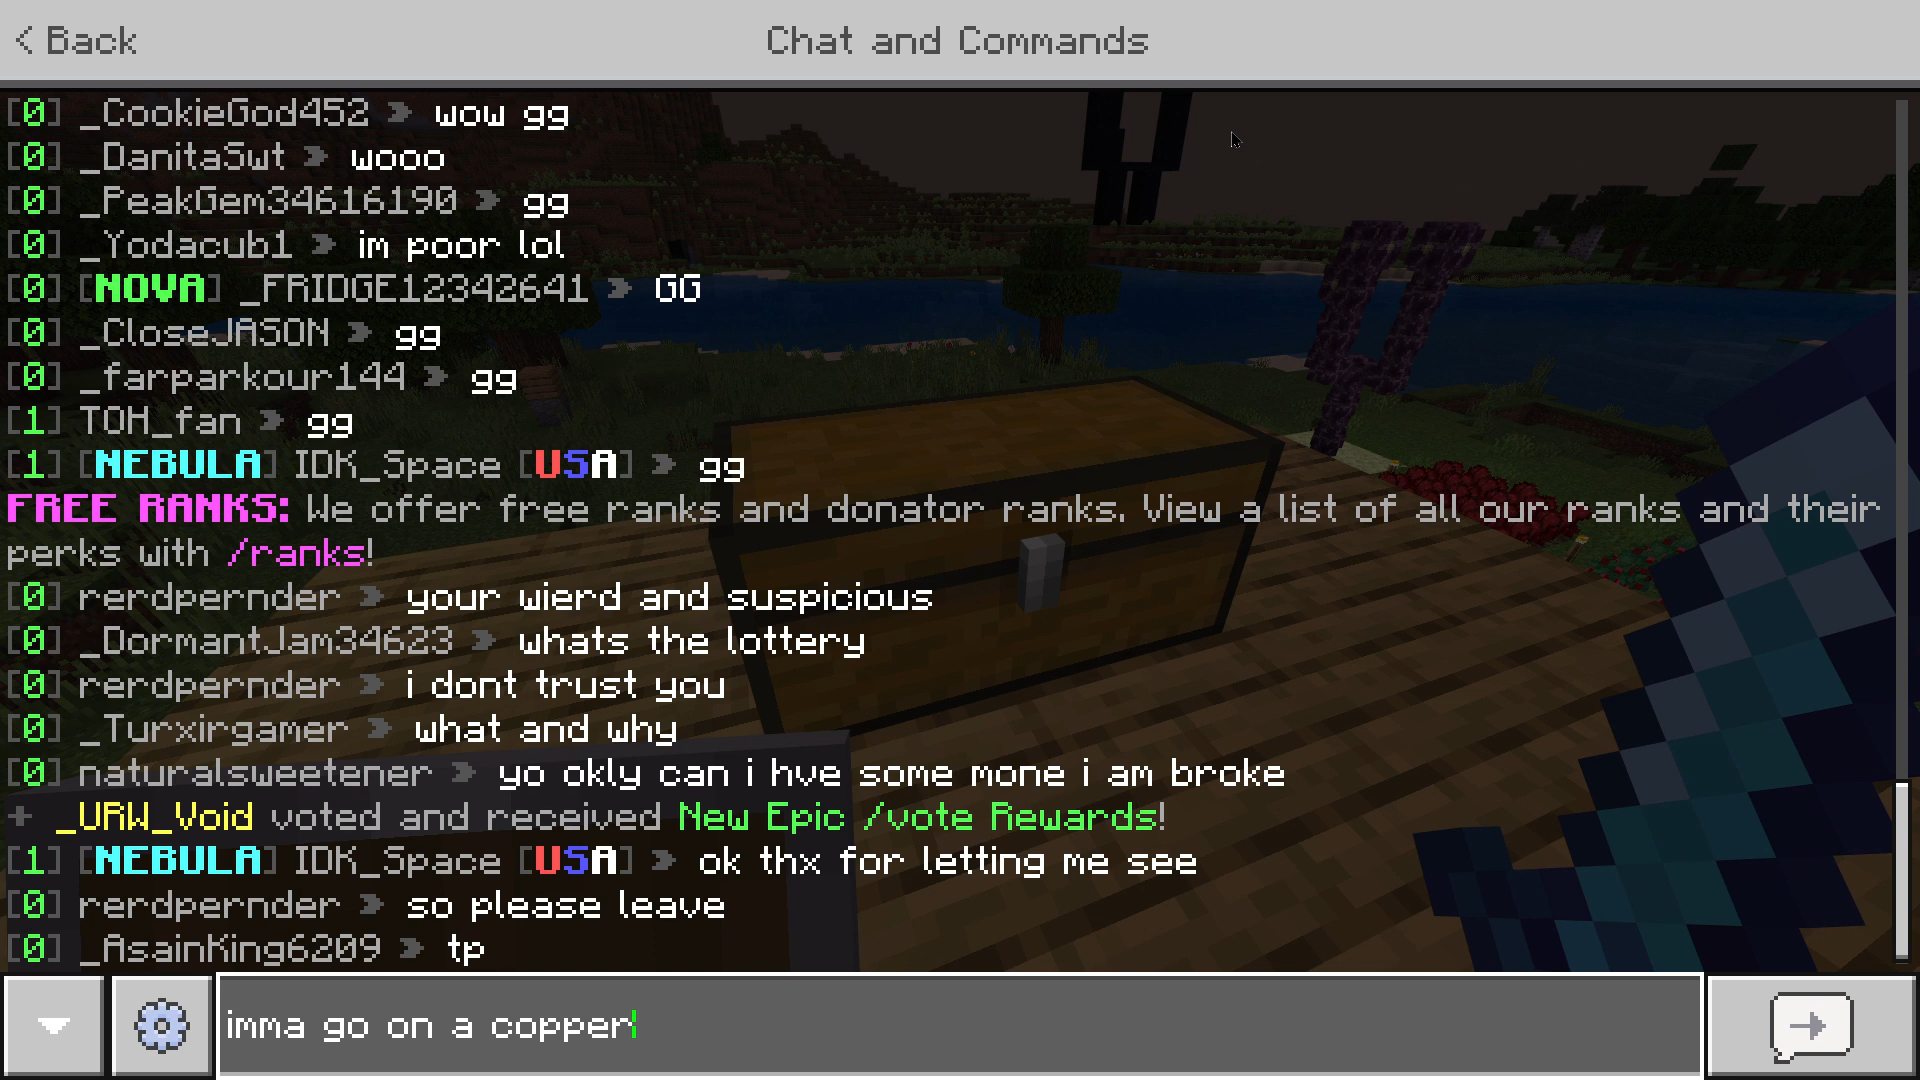 Back
Chat and Commands
[0] _CookieGod452 » wow gg
[0] _DanitaSwt » wooo
[0] _PeakGem34616190 » gg
[0] _Yodacub1 » im poor lol
[0] [NOVA] _FRIDGE12342641 » GG
[0] _CloseJASON » gg
[0] _farparkour144 » gg
[1] TOH_fan » gg
[1] [NEBULA] IDK_Space [USA] » gg
FREE RANKS: We offer free ranks and donator ranks. View a list of all our ranks and their
perks with /ranks!
[0] rerdpernder » your wierd and suspicious
[0] _DormantJam34623 » whats the lottery
[0] rerdpernder » i dont trust you
[0] _Turxirgamer » what and why
[0] naturalsweetener » yo okly can i hve some mone i am broke
+ _URW_Void voted and received New Epic /vote Rewards!
[1] [NEBULA] IDK_Space [USA] » ok thx for letting me see
[0] rerdpernder » so please leave
[0] _AsainKing6209 » tp
imma go on a copper